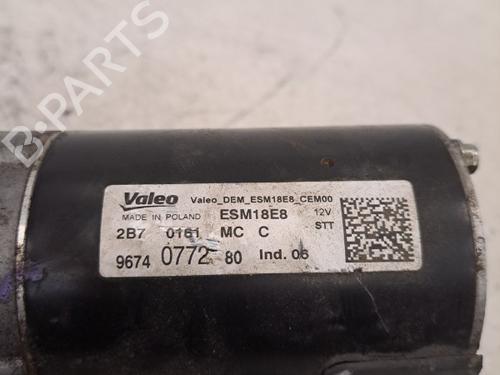 B-PARTS
Valeo Valeo_DEM_ESM18E8_CEM00
MADE IN POLAND ESM18E8 12V
2B7 0161 MC C STT
9674 0772 80 Ind. 06